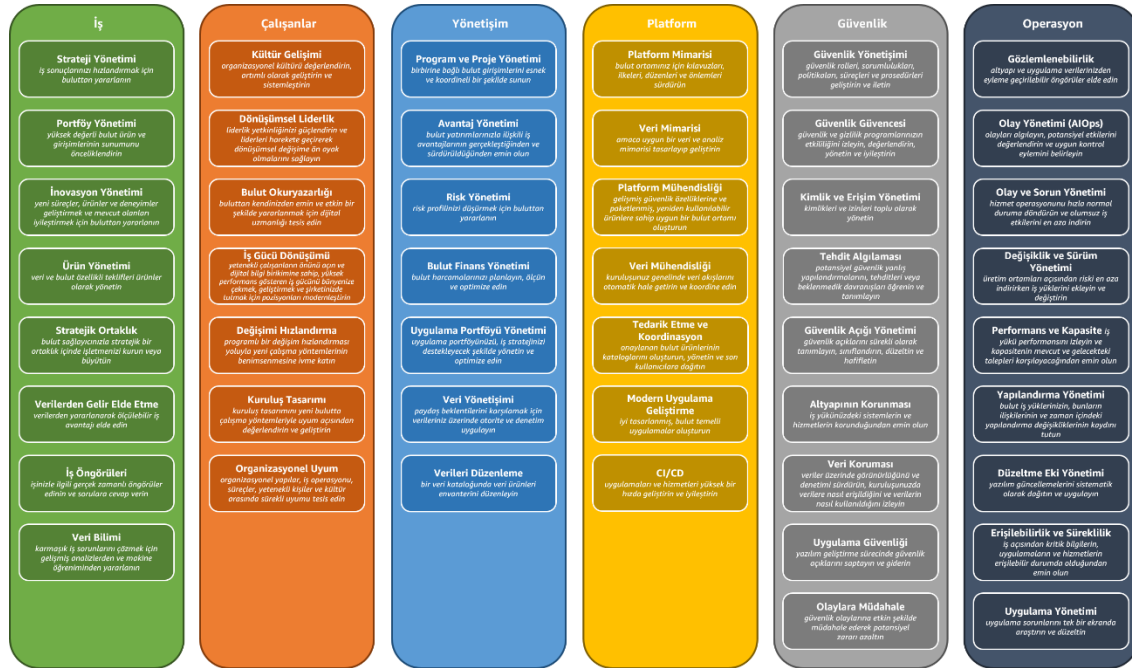 İş
Strateji Yönetimi
iş sonuçlarınızı hızlandırmak için
buluttan yararlanın
Portföy Yönetimi
yüksek değerli bulut ürün ve
girişimlerinin sunumunu
önceliklendirin
İnovasyon Yönetimi
yeni süreçler, ürünler ve deneyimler
geliştirmek ve mevcut olanları
iyileştirmek için buluttan yararlanın
Ürün Yönetimi
veri ve bulut özellikli teklifleri ürünler
olarak yönetin
Stratejik Ortaklık
bulut sağlayıcınızla stratejik bir
ortaklık içinde işletmenizi kurun veya
büyütün
Verilerden Gelir Elde Etme
verilerden yararlanarak ölçülebilir iş
avantajı elde edin
İş Öngörüleri
işinizle ilgili gerçek zamanlı öngörüler
edinin ve sorulara cevap verin
Veri Bilimi
karmaşık iş sorunlarını çözmek için
gelişmiş analizlerden ve makine
öğreniminden yararlanın
Çalışanlar
Kültür Gelişimi
organizasyonel kültürü değerlendirin,
artımlı olarak geliştirin ve
sistemleştirin
Dönüşümsel Liderlik
liderlik yetkinliğinizi güçlendirin ve
liderleri harekete geçirerek
dönüşümsel değişime ön ayak
olmalarını sağlayın
Bulut Okuryazarlığı
buluttan kendinizden emin ve etkin bir
şekilde yararlanmak için dijital
uzmanlığı tesis edin
İş Gücü Dönüşümü
yetenekli çalışanların önünü açın ve
dijital bilgi birikimine sahip, yüksek
performans gösteren iş gücünü bünyenize
çekmek, geliştirmek ve şirketinizde
tutmak için pozisyonları modernleştirin
Değişimi Hızlandırma
programlı bir değişim hızlandırması
yoluyla yeni çalışma yöntemlerinin
benimsenmesine ivme katın
Kuruluş Tasarımı
kuruluş tasarımını yeni bulutta
çalışma yöntemleriyle uyum açısından
değerlendirin ve geliştirin
Organizasyonel Uyum
organizasyonel yapılar, iş operasyonu,
süreçler, yetenekli kişiler ve kültür
arasında sürekli uyumu tesis edin
Yönetişim
Program ve Proje Yönetimi
birbirine bağlı bulut girişimlerini esnek
ve koordineli bir şekilde sunun
Avantaj Yönetimi
bulut yatırımlarınızla ilişkili iş
avantajlarının gerçekleştiğinden ve
sürdürüldüğünden emin olun
Risk Yönetimi
risk profilinizi düşürmek için buluttan
yararlanın
Bulut Finans Yönetimi
bulut harcamalarınızı planlayın, ölçün
ve optimize edin
Uygulama Portföyü Yönetimi
uygulama portföyünüzü, iş stratejinizi
destekleyecek şekilde yönetin ve
optimize edin
Veri Yönetişimi
paydaş beklentilerini karşılamak için
verileriniz üzerinde otorite ve denetim
uygulayın
Verileri Düzenleme
bir veri kataloğunda veri ürünleri
envanterini düzenleyin
Platform
Platform Mimarisi
bulut ortamınız için kılavuzları,
ilkeleri, düzenleri ve önlemleri
sürdürün
Veri Mimarisi
amaca uygun bir veri ve analiz
mimarisi tasarlayıp geliştirin
Platform Mühendisliği
gelişmiş güvenlik özelliklerine ve
paketlenmiş, yeniden kullanılabilir
ürünlere sahip uygun bir bulut ortamı
oluşturun
Veri Mühendisliği
kuruluşunuz genelinde veri akışlarını
otomatik hale getirin ve koordine edin
Tedarik Etme ve
Koordinasyon
onaylanan bulut ürünlerinin
kataloglarını oluşturun, yönetin ve son
kullanıcılara dağıtın
Modern Uygulama
Geliştirme
iyi tasarlanmış, bulut temelli
uygulamalar oluşturun
CI/CD
uygulamaları ve hizmetleri yüksek bir
hızda geliştirin ve iyileştirin
Güvenlik
Güvenlik Yönetişimi
güvenlik rolleri, sorumlulukları,
politikaları, süreçleri ve prosedürleri
geliştirin ve iletin
Güvenlik Güvencesi
güvenlik ve gizlilik programlarınızın
etkililiğini izleyin, değerlendirin,
yönetin ve iyileştirin
Kimlik ve Erişim Yönetimi
kimlikleri ve izinleri toplu olarak
yönetin
Tehdit Algılaması
potansiyel güvenlik yanlış
yapılandırmalarını, tehditleri veya
beklenmedik davranışları öğrenin ve
tanımlayın
Güvenlik Açığı Yönetimi
güvenlik açıklarını sürekli olarak
tanımlayın, sınıflandırın, düzeltin ve
hafifletin
Altyapının Korunması
iş yükünüzdeki sistemlerin ve
hizmetlerin korunduğundan emin olun
Veri Koruması
veriler üzerinde görünürlüğünü ve
denetimi sürdürün, kuruluşunuzda
verilere nasıl erişildiğini ve verilerin
nasıl kullanıldığını izleyin
Uygulama Güvenliği
yazılım geliştirme sürecinde güvenlik
açıklarını saptayın ve giderin
Olaylara Müdahale
güvenlik olaylarına etkin şekilde
müdahale ederek potansiyel
zararı azaltın
Operasyon
Gözlemlenebilirlik
altyapı ve uygulama verilerinizden
eyleme geçirilebilir öngörüler elde edin
Olay Yönetimi (AIOps)
olayları algılayın, potansiyel etkilerini
değerlendirin ve uygun kontrol
eylemini belirleyin
Olay ve Sorun Yönetimi
hizmet operasyonunu hızla normal
duruma döndürün ve olumsuz iş
etkilerini en aza indirin
Değişiklik ve Sürüm
Yönetimi
üretim ortamları açısından riski en aza
indirirken iş yüklerini ekleyin ve
değiştirin
Performans ve Kapasite iş
yükü performansını izleyin ve
kapasitenin mevcut ve gelecekteki
talepleri karşılayacağından emin olun
Yapılandırma Yönetimi
bulut iş yüklerinizin, bunların
ilişkilerinin ve zaman içindeki
yapılandırma değişikliklerinin kaydını
tutun
Düzeltme Eki Yönetimi
yazılım güncellemelerini sistematik
olarak dağıtın ve uygulayın
Erişilebilirlik ve Süreklilik
iş açısından kritik bilgilerin,
uygulamaların ve hizmetlerin
erişilebilir durumda olduğundan
emin olun
Uygulama Yönetimi
uygulama sorunlarını tek bir ekranda
araştırın ve düzeltin